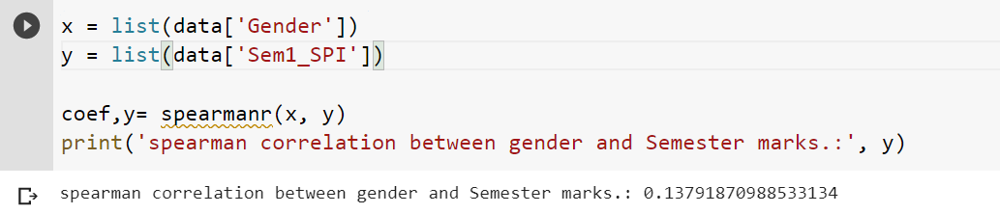 x = list(data['Gender'])
y = list(data['Sem1_SPI'])
coef,y= spearmanr(x, y)
print('spearman correlation between gender and Semester marks.:', y)
spearman correlation between gender and Semester marks.: 0.13791870988533134